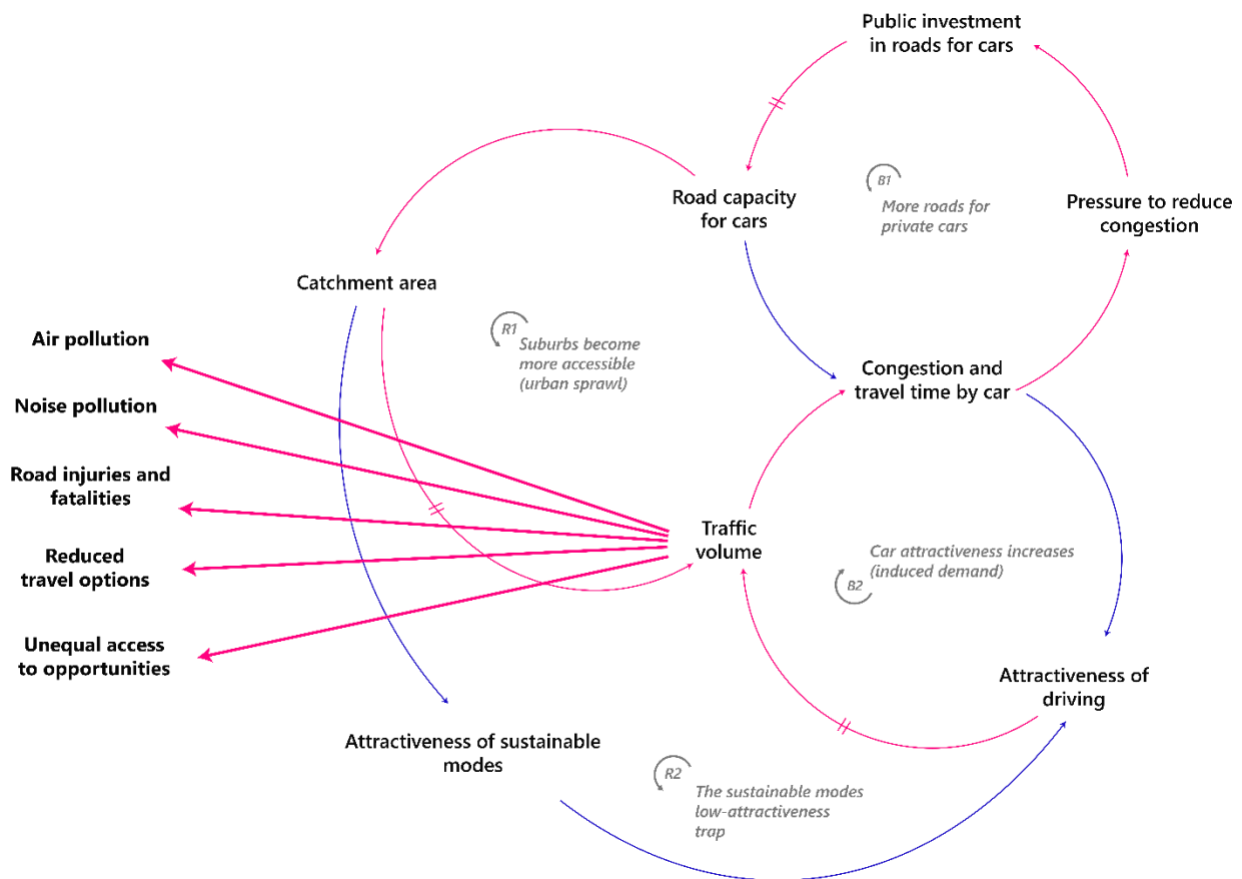 Public investment
in roads for cars
Road capacity
for cars
B1
More roads for
private cars
Pressure to reduce
congestion
Catchment area
R1
Suburbs become
more accessible
(urban sprawl)
Air pollution
Noise pollution
Road injuries and
fatalities
Reduced
travel options
Unequal access
to opportunities
Congestion and
travel time by car
Traffic
volume
Car attractiveness increases
(induced demand)
B2
Attractiveness of
driving
Attractiveness of sustainable
modes
R2
The sustainable modes
low-attractiveness
trap